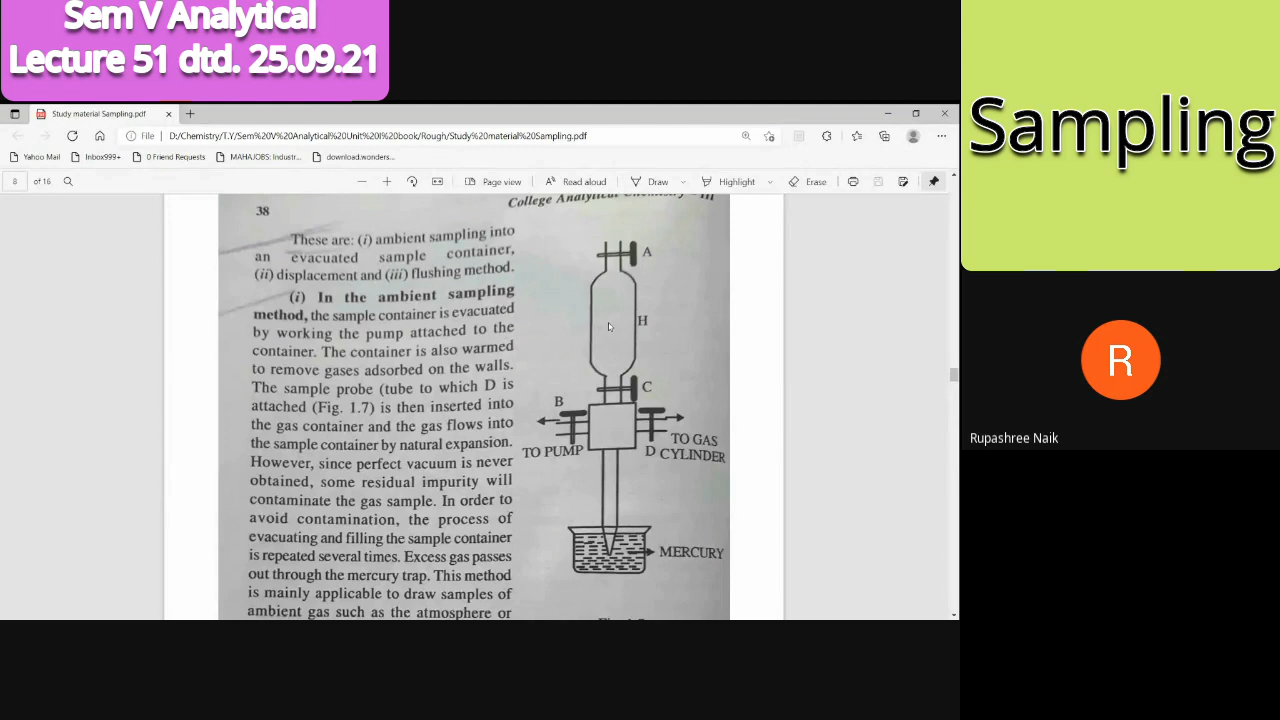 Sem V Analytical
Lecture 51 dtd. 25.09.21
Sampling
Study material Sampling.pdf
File
D:/Chemistry/T.Y/Sem%20V%20Analytical%20Unit%20I%20book/Rough/Study%20material%20Sampling.pdf
Yahoo Mail
Inbox999+
0 Friend Requests
MAHAJOBS: Industr...
download.wonders...
8 of 16
Page view
Read aloud
Draw
Highlight
Erase
38
College Analytical Chemistry - III
These are: (i) ambient sampling into
an evacuated sample container,
(ii) displacement and (iii) flushing method.
(i) In the ambient sampling
method, the sample container is evacuated
by working the pump attached to the
container. The container is also warmed
to remove gases adsorbed on the walls.
The sample probe (tube to which D is
attached (Fig. 1.7) is then inserted into
the gas container and the gas flows into
the sample container by natural expansion.
However, since perfect vacuum is never
obtained, some residual impurity will
contaminate the gas sample. In order to
avoid contamination, the process of
evacuating and filling the sample container
is repeated several times. Excess gas passes
out through the mercury trap. This method
is mainly applicable to draw samples of
ambient gas such as the atmosphere or
A
H
C
B
TO PUMP
D
TO GAS
CYLINDER
MERCURY
R
Rupashree Naik